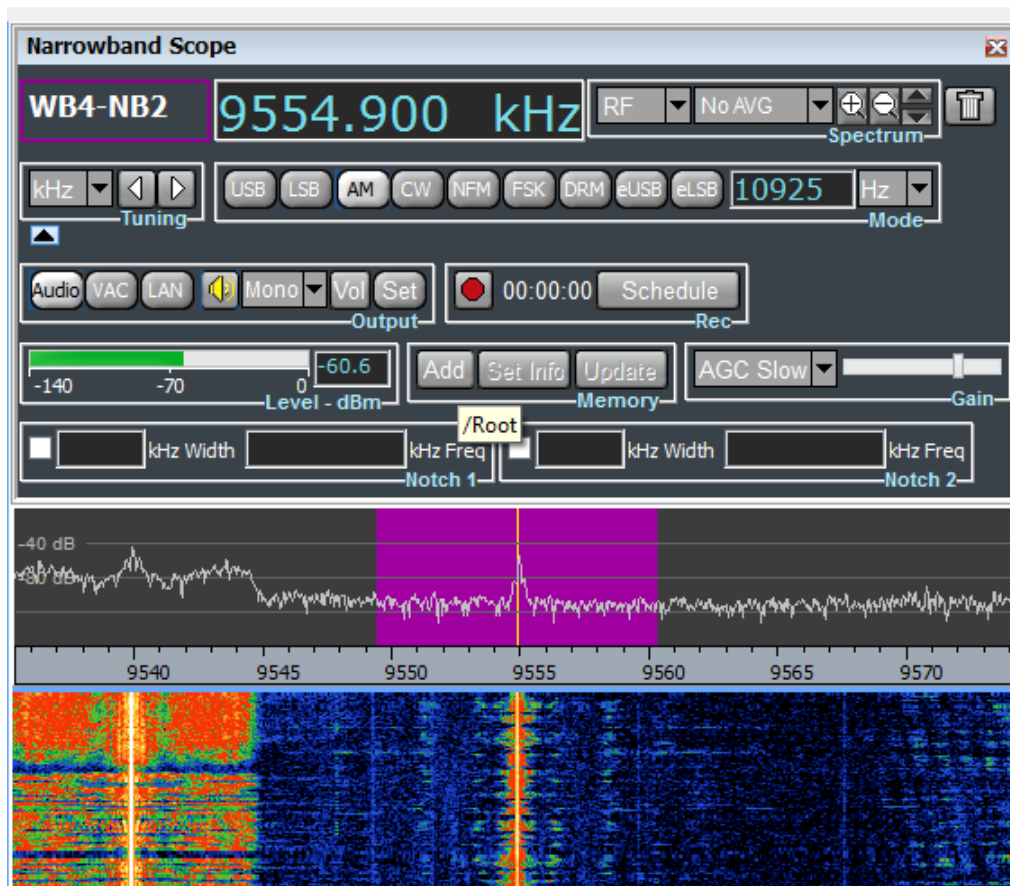 Narrowband Scope
WB4-NB2
9554.900 kHz
RF
No AVG
Spectrum
kHz
Tuning
USB LSB AM CW NFM FSK DRM eUSB eLSB 10925 Hz
Mode
Audio VAC LAN Mono Vol Set
Output
00:00:00 Schedule
Rec
-140 -70 0 -60.6
Level - dBm
Add Set Info Update
Memory
AGC Slow
Gain
/Root
kHz Width kHz Freq
Notch 1
kHz Width kHz Freq
Notch 2
-40 dB
-80 dB
9540 9545 9550 9555 9560 9565 9570